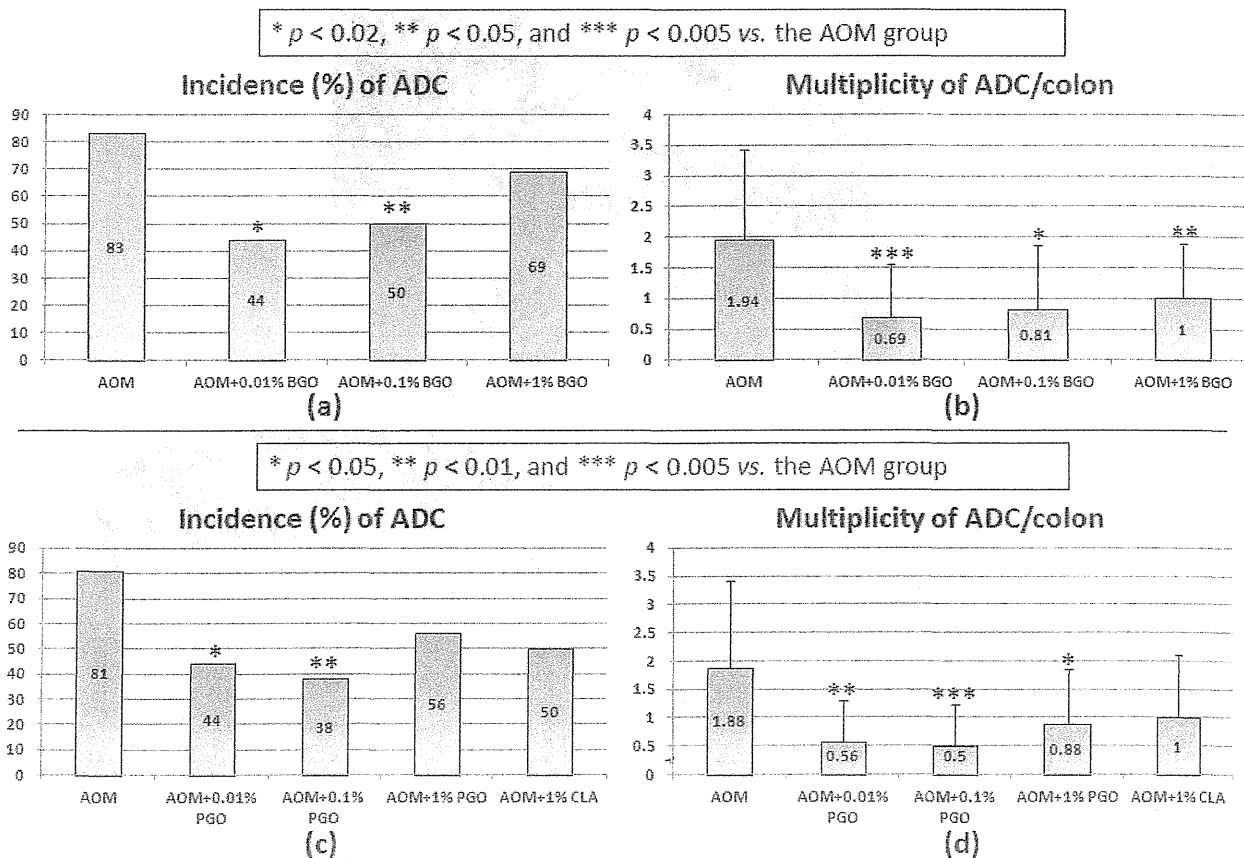 * p < 0.02, ** p < 0.05, and *** p < 0.005 vs. the AOM group
Incidence (%) of ADC
90
80
70
60
50
40
30
20
10
0
83
*
44
**
50
69
AOM
AOM+0.01% BGO
AOM+0.1% BGO
AOM+1% BGO
(a)
Multiplicity of ADC/colon
4
3.5
3
2.5
2
1.5
1
0.5
0
1.94
***
0.69
*
0.81
**
1
AOM
AOM+0.01% BGO
AOM+0.1% BGO
AOM+1% BGO
(b)
* p < 0.05, ** p < 0.01, and *** p < 0.005 vs. the AOM group
Incidence (%) of ADC
90
80
70
60
50
40
30
20
10
0
81
*
44
**
38
56
50
AOM
AOM+0.01%
PGO
AOM+0.1%
PGO
AOM+1% PGO
AOM+1% CLA
(c)
Multiplicity of ADC/colon
4
3.5
3
2.5
2
1.5
1
0.5
0
1.88
**
0.56
***
0.5
*
0.88
1
AOM
AOM+0.01%
PGO
AOM+0.1%
PGO
AOM+1% PGO
AOM+1% CLA
(d)